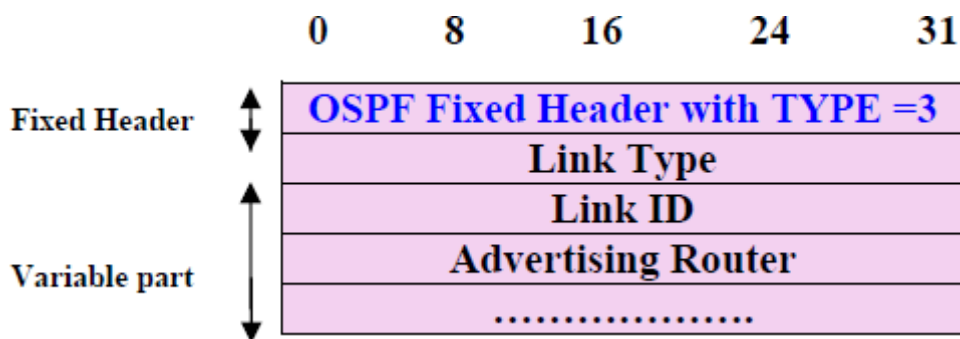 0 8 16 24 31
Fixed Header
OSPF Fixed Header with TYPE =3
Link Type
Link ID
Advertising Router
Variable part
………………….